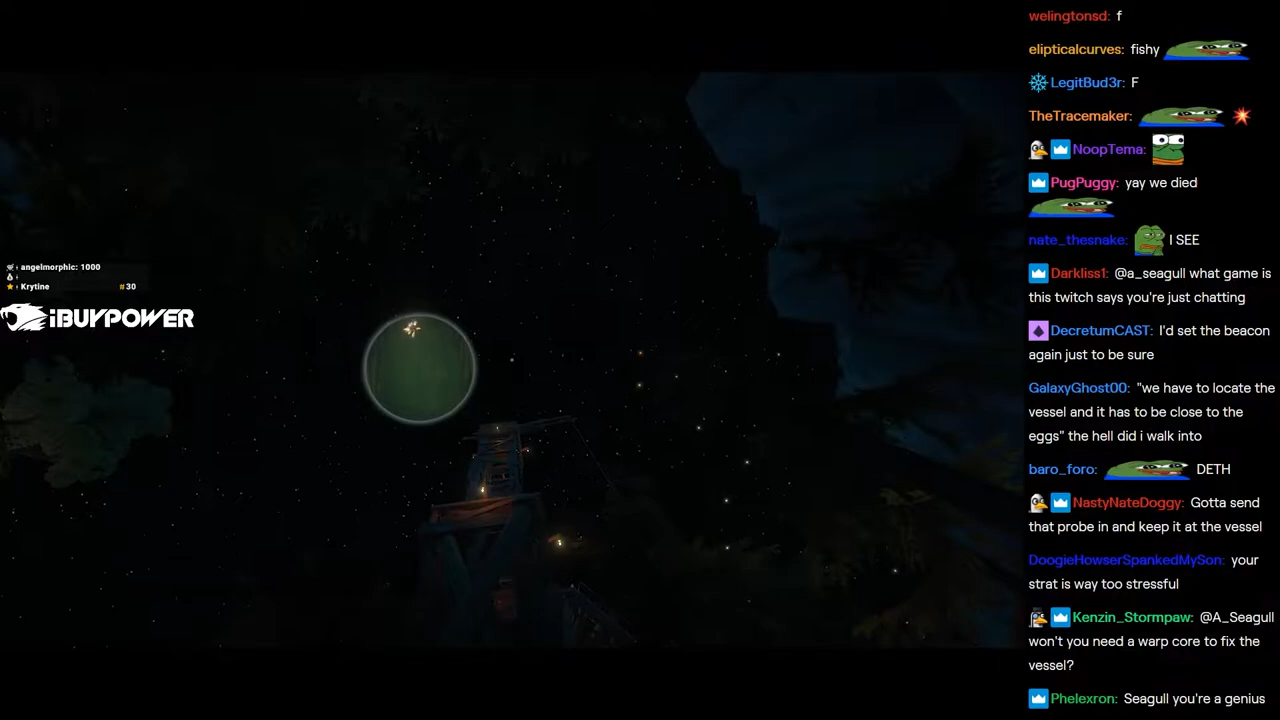 angelmorphic: 1000
Krytine #30
iBUYPOWER
welingtonsd: f
elipticalcurves: fishy
LegitBud3r: F
TheTracemaker:
NoopTema:
PugPuggy: yay we died
nate_thesnake: I SEE
Darkliss1: @a_seagull what game is
this twitch says you're just chatting
DecretumCAST: I'd set the beacon
again just to be sure
GalaxyGhost00: "we have to locate the
vessel and it has to be close to the
eggs" the hell did i walk into
baro_foro: DETH
NastyNateDoggy: Gotta send
that probe in and keep it at the vessel
DoogieHowserSpankedMySon: your
strat is way too stressful
Kenzin_Stormpaw: @A_Seagull
won't you need a warp core to fix the
vessel?
Phelexron: Seagull you're a genius